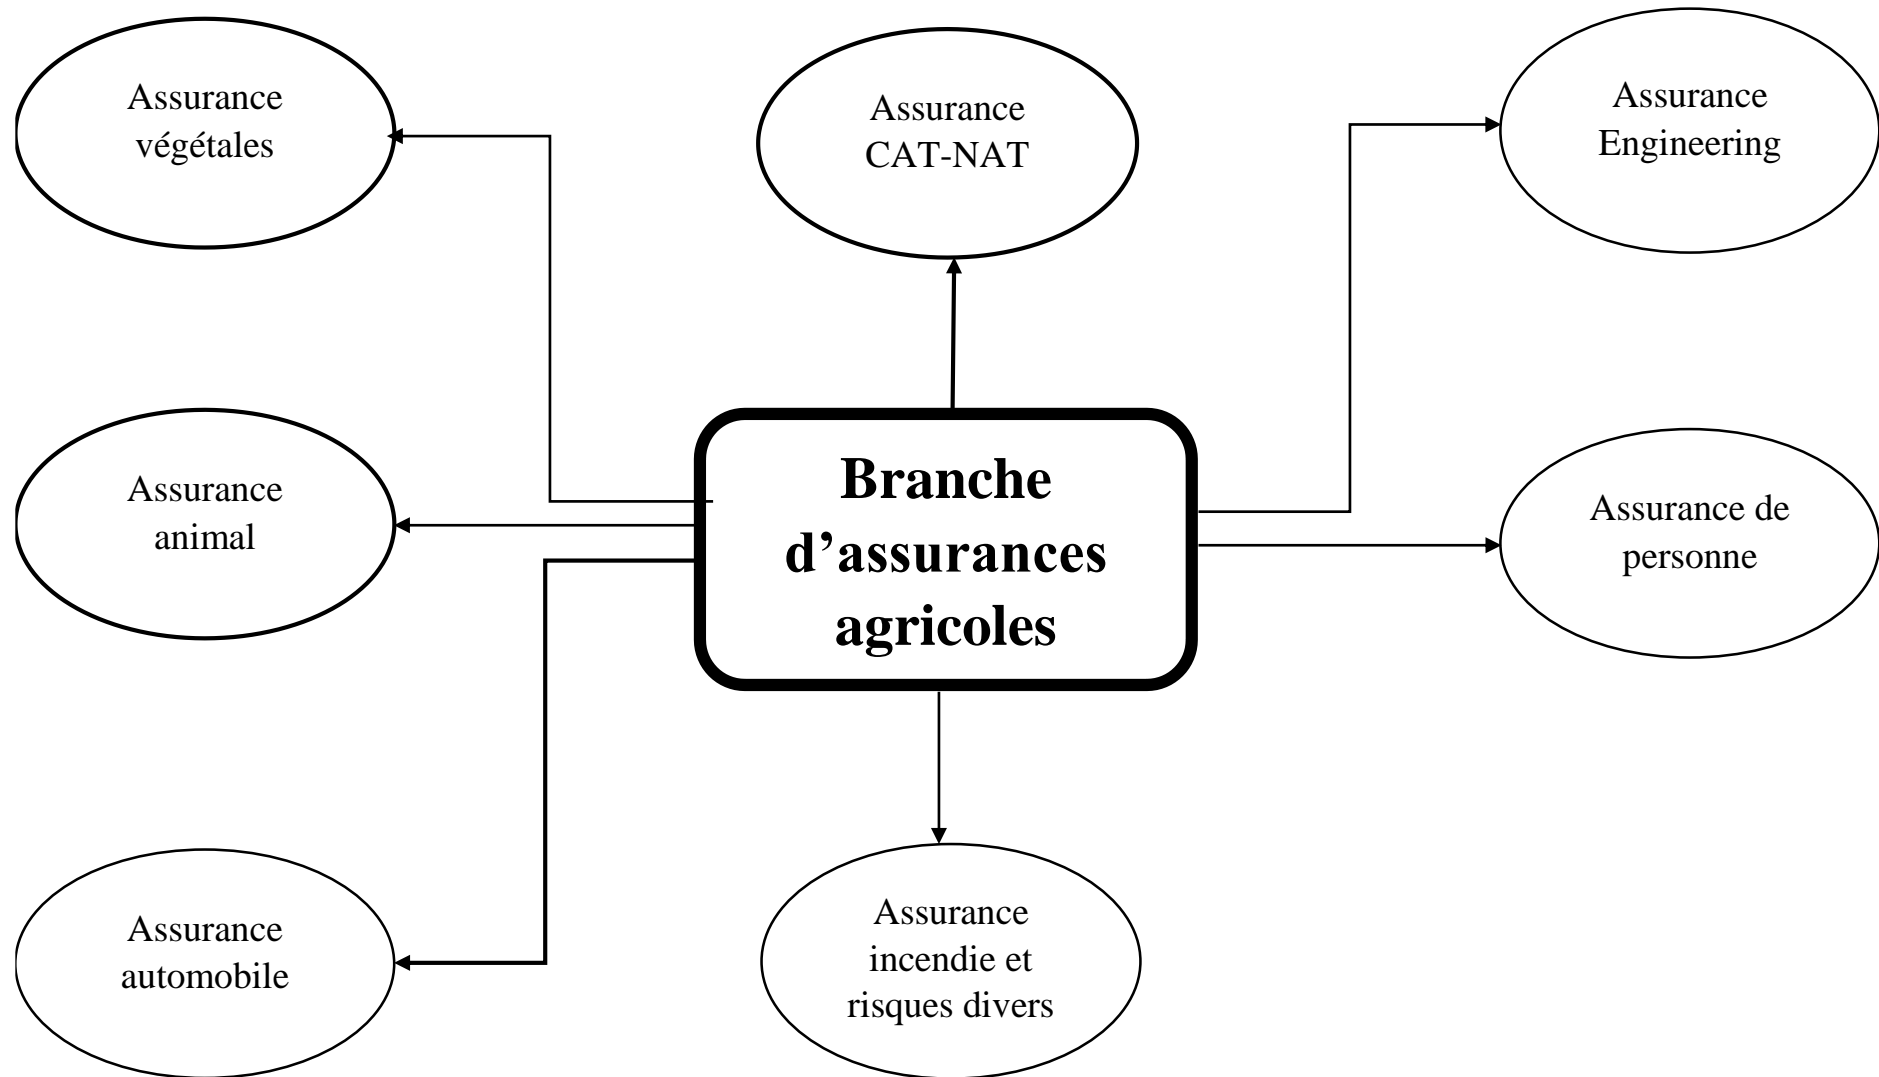 Assurance
végétales
Assurance
CAT-NAT
Assurance
Engineering
Assurance
animal
Branche
d’assurances
agricoles
Assurance de
personne
Assurance
automobile
Assurance
incendie et
risques divers